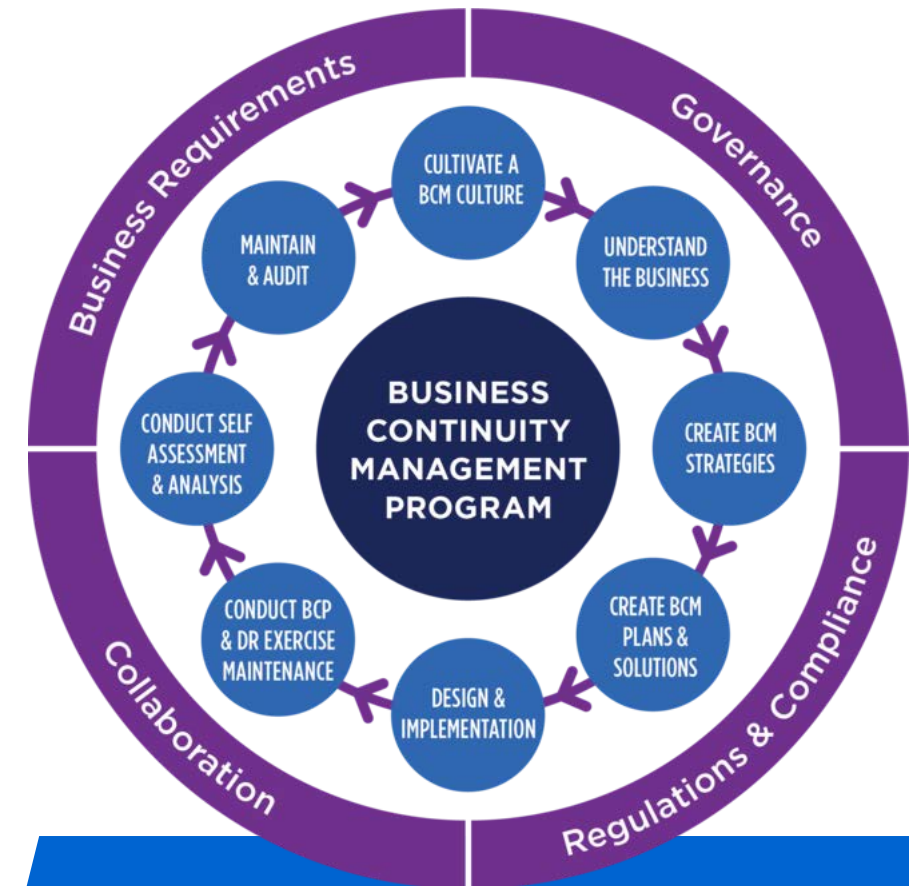 Business Requirements
Governance
Regulations & Compliance
Collaboration
BUSINESS
CONTINUITY
MANAGEMENT
PROGRAM
CULTIVATE A
BCM CULTURE
UNDERSTAND
THE BUSINESS
CREATE BCM
STRATEGIES
CREATE BCM
PLANS &
SOLUTIONS
DESIGN &
IMPLEMENTATION
CONDUCT BCP
& DR EXERCISE
MAINTENANCE
CONDUCT SELF
ASSESSMENT
& ANALYSIS
MAINTAIN
& AUDIT